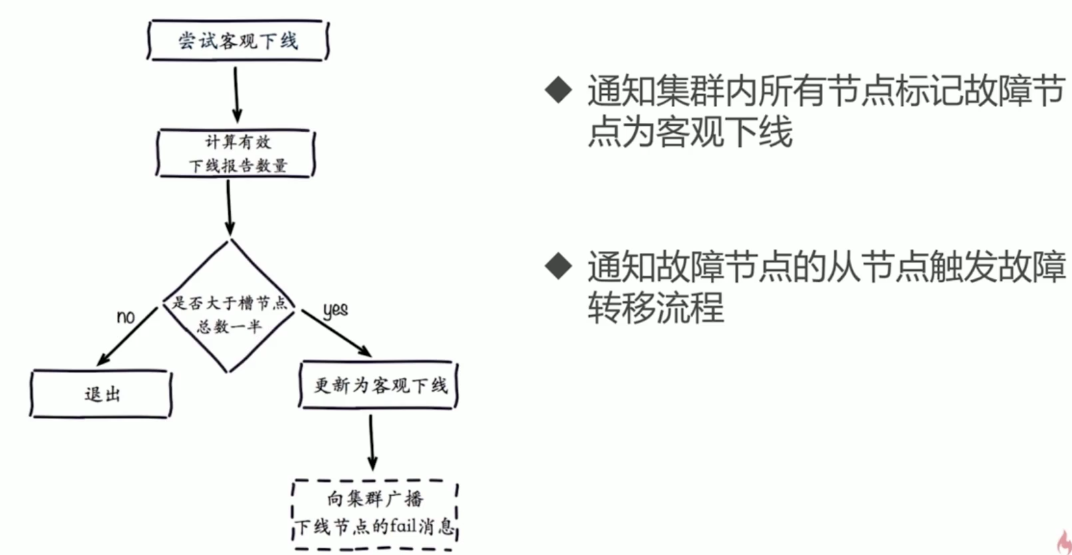 尝试客观下线
计算有效
下线报告数量
是否大于槽节点
总数一半
no
yes
退出
更新为客观下线
向集群广播
下线节点的fail消息
◆ 通知集群内所有节点标记故障节
点为客观下线
◆ 通知故障节点的从节点触发故障
转移流程